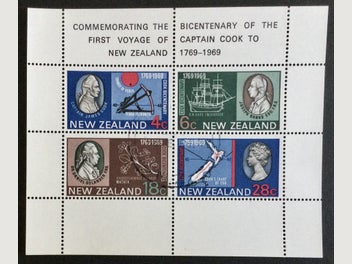 COMMEMORATING THE BICENTENARY OF THE
FIRST VOYAGE OF CAPTAIN COOK TO
NEW ZEALAND 1769-1969
1769·1969
NEW ZEALAND
4c
1769·1969
NEW ZEALAND
6c
1769·1969
NEW ZEALAND
18c
1769·1969
NEW ZEALAND
28c